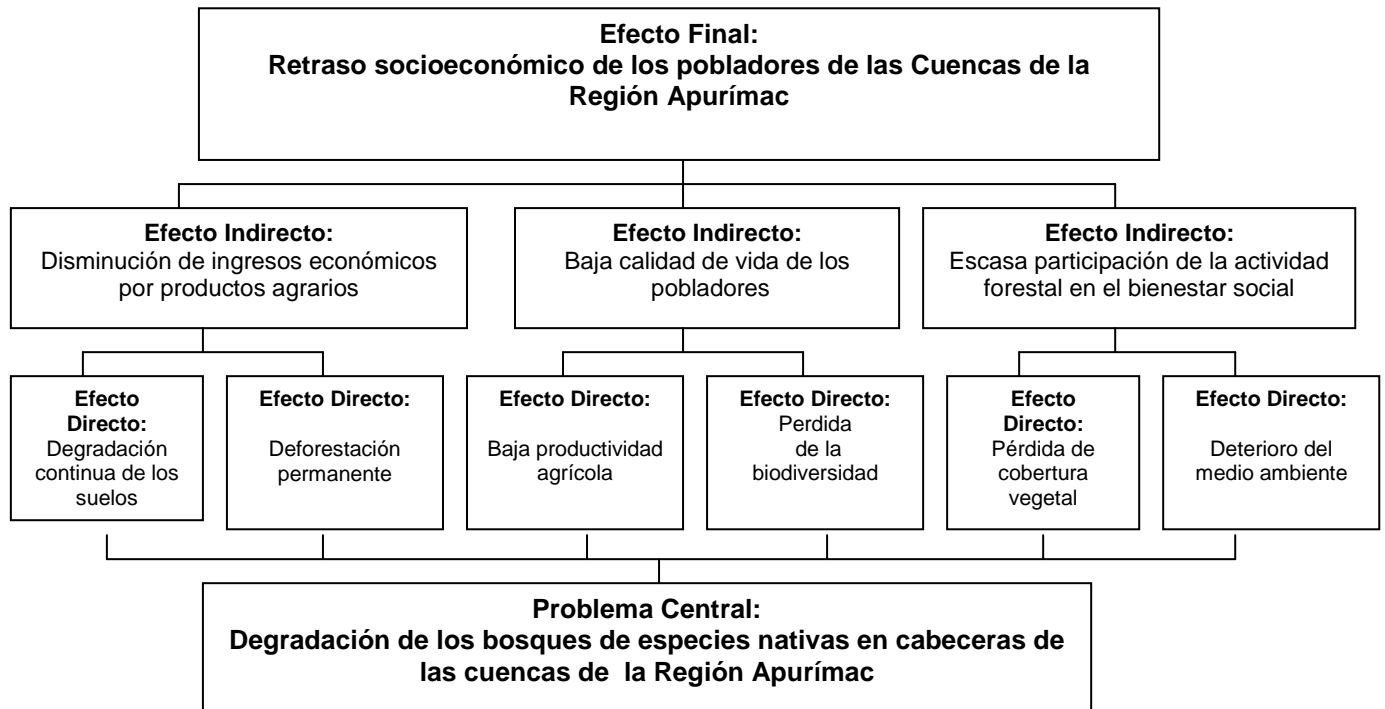 Efecto Final:
Retraso socioeconómico de los pobladores de las Cuencas de la
Región Apurímac
Efecto Indirecto:
Disminución de ingresos económicos
por productos agrarios
Efecto Indirecto:
Baja calidad de vida de los
pobladores
Efecto Indirecto:
Escasa participación de la actividad
forestal en el bienestar social
Efecto
Directo:
Degradación
continua de los
suelos
Efecto Directo:
Deforestación
permanente
Efecto Directo:
Baja productividad
agrícola
Efecto Directo:
Perdida
de la
biodiversidad
Efecto
Directo:
Pérdida de
cobertura
vegetal
Efecto Directo:
Deterioro del
medio ambiente
Problema Central:
Degradación de los bosques de especies nativas en cabeceras de
las cuencas de la Región Apurímac